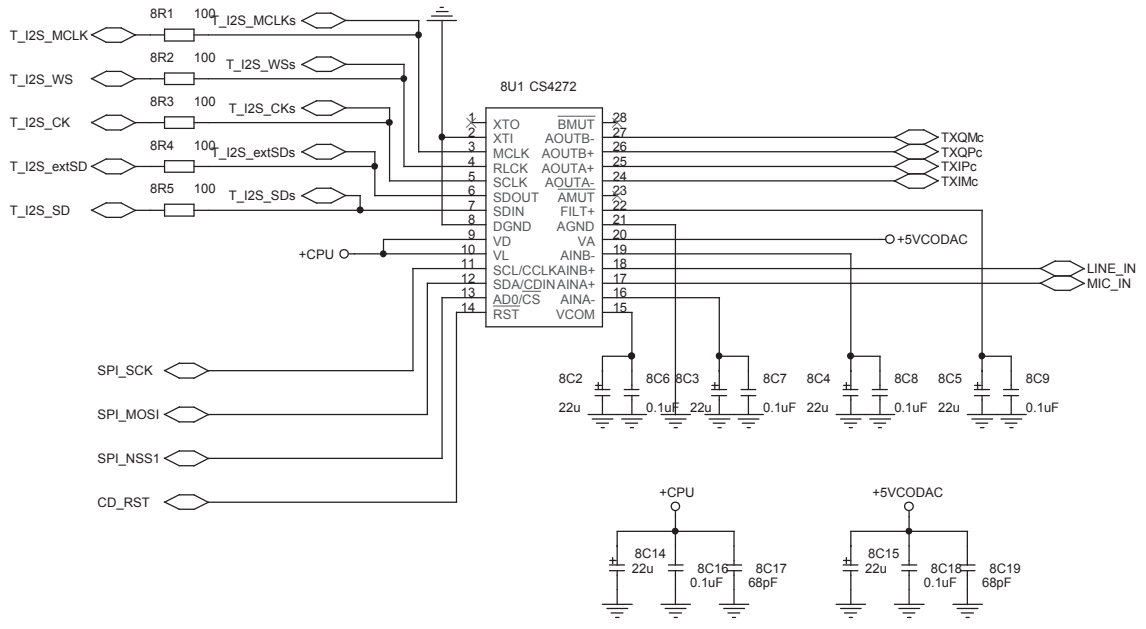 8R1 100 T_I2S_MCLKs
T_I2S_MCLK
8R2 100 T_I2S_WSs
T_I2S_WS
8R3 100 T_I2S_CKs
T_I2S_CK
8R4 100 T_I2S_extSDs
T_I2S_extSD
8R5 100 T_I2S_SDs
T_I2S_SD
8U1 CS4272
1 XTO BMUT 28
2 XTI AOUTB- 27 TXQMc
3 MCLK AOUTB+ 26 TXQPc
4 RLCK AOUTA+ 25 TXIPc
5 SCLK AOUTA- 24 TXIMc
6 SDOUT AMUT 23
7 SDIN FILT+ 22
8 DGND AGND 21
9 VD VA 20 +5VCODAC
+CPU 10 VL AINB- 19
11 SCL/CCLK AINB+ 18 LINE_IN
12 SDA/CDIN AINA+ 17 MIC_IN
13 AD0/CS AINA- 16
14 RST VCOM 15
SPI_SCK
SPI_MOSI
SPI_NSS1
CD_RST
8C2 8C6 8C3 8C7 8C4 8C8 8C5 8C9
+ + + +
22u 0.1uF 22u 0.1uF 22u 0.1uF 22u 0.1uF
+CPU +5VCODAC
+ 8C14 + 8C15
22u 8C16 8C17 22u 8C18 8C19
0.1uF 68pF 0.1uF 68pF